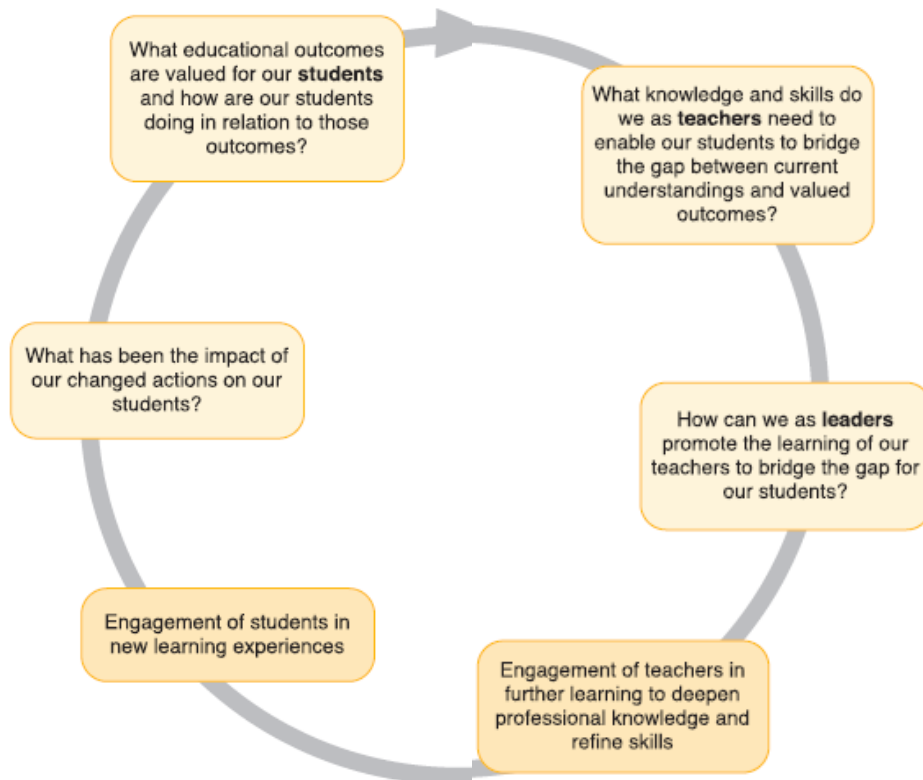 What educational outcomes
are valued for our students
and how are our students
doing in relation to those
outcomes?
What knowledge and skills do
we as teachers need to
enable our students to bridge
the gap between current
understandings and valued
outcomes?
How can we as leaders
promote the learning of our
teachers to bridge the gap for
our students?
Engagement of teachers in
further learning to deepen
professional knowledge and
refine skills
Engagement of students in
new learning experiences
What has been the impact of
our changed actions on our
students?